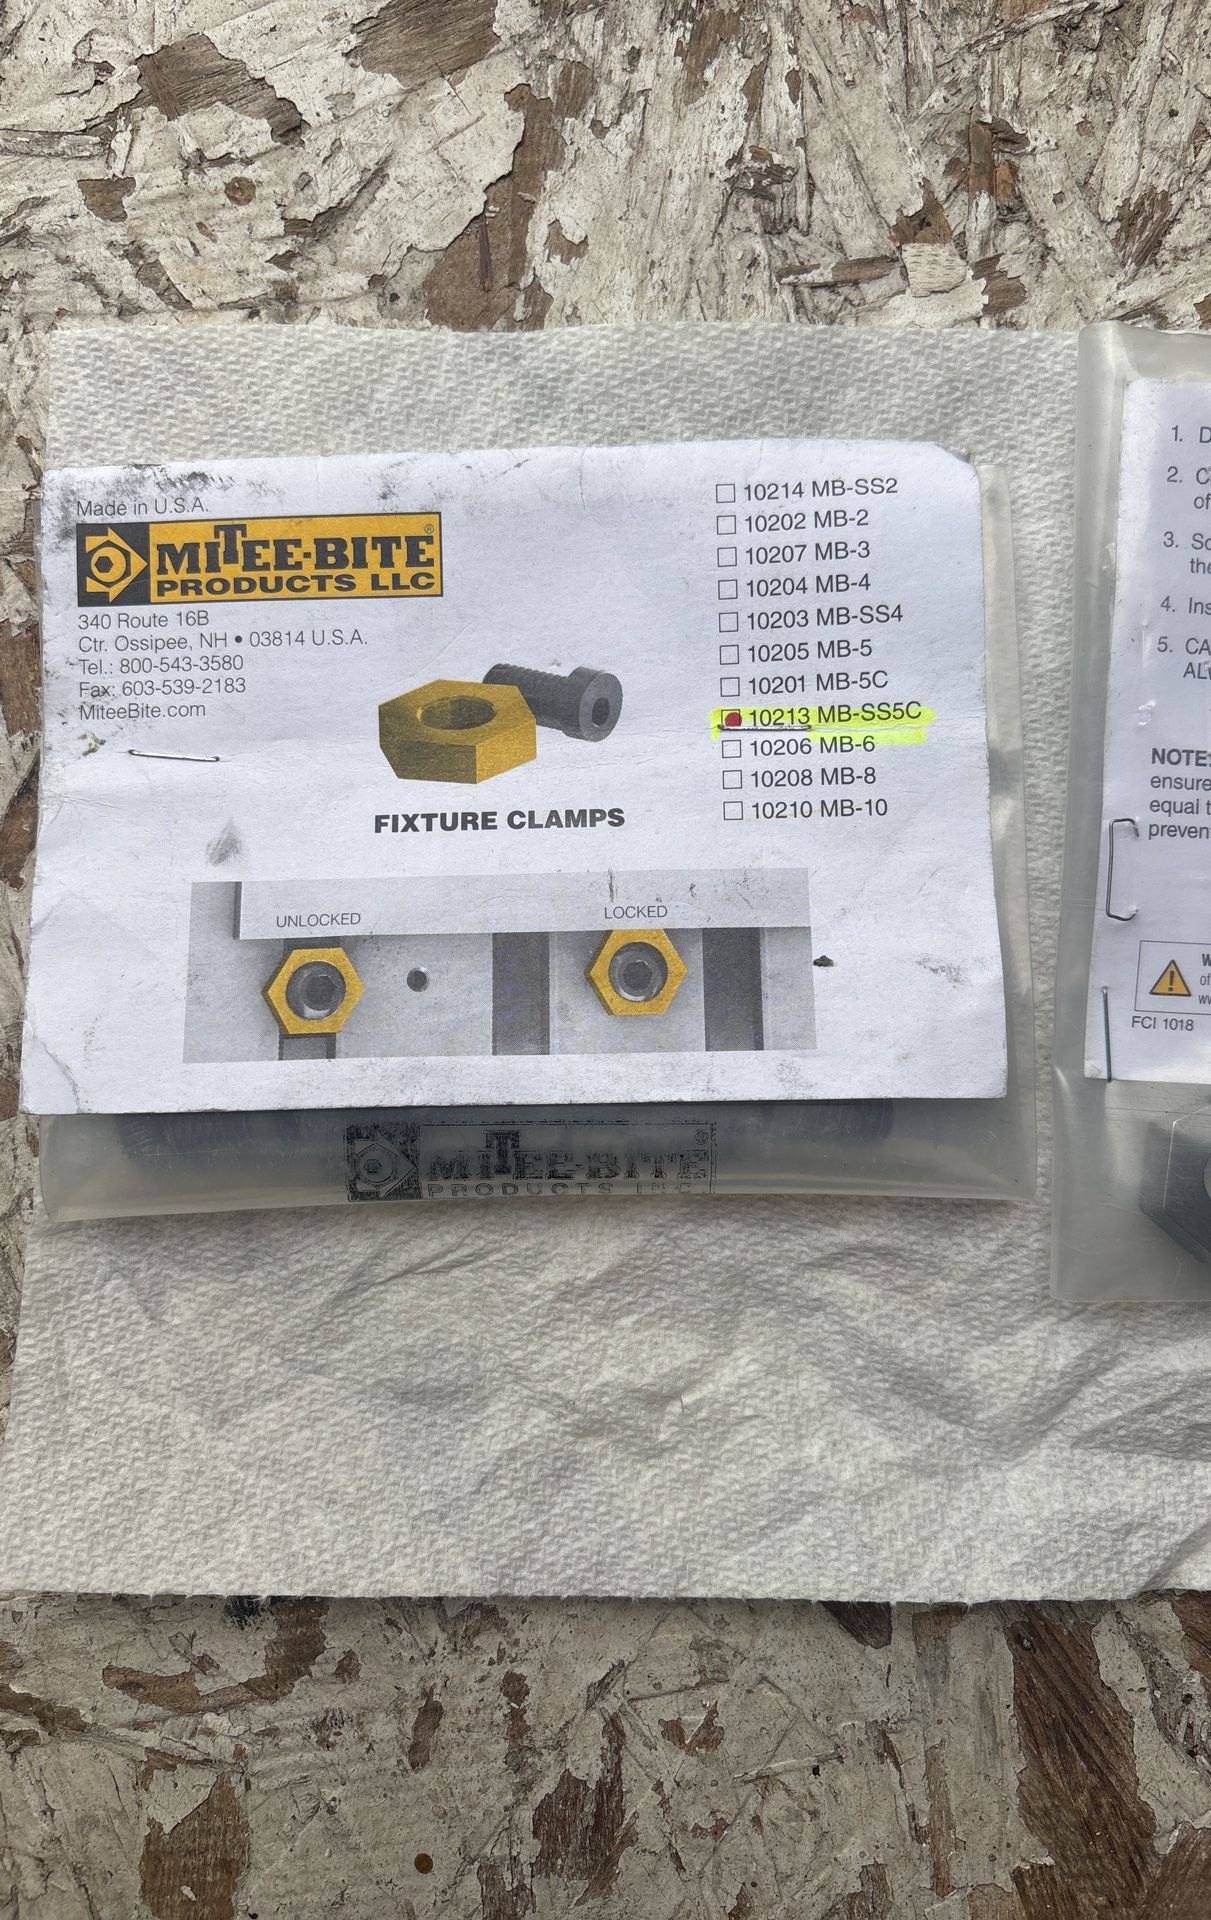 Made in U.S.A.
MITEE-BITE®
PRODUCTS LLC
340 Route 16B
Ctr. Ossipee, NH • 03814 U.S.A.
Tel.: 800-543-3580
Fax: 603-539-2183
MiteeBite.com
FIXTURE CLAMPS
10214 MB-SS2
10202 MB-2
10207 MB-3
10204 MB-4
10203 MB-SS4
10205 MB-5
10201 MB-5C
10213 MB-SS5C
10206 MB-6
10208 MB-8
10210 MB-10
UNLOCKED
LOCKED
MITEE-BITE®
PRODUCTS INC.
1.
2.
of
3.
the
4.
5.
NOTE:
ensure
equal
preven
FCI 1018